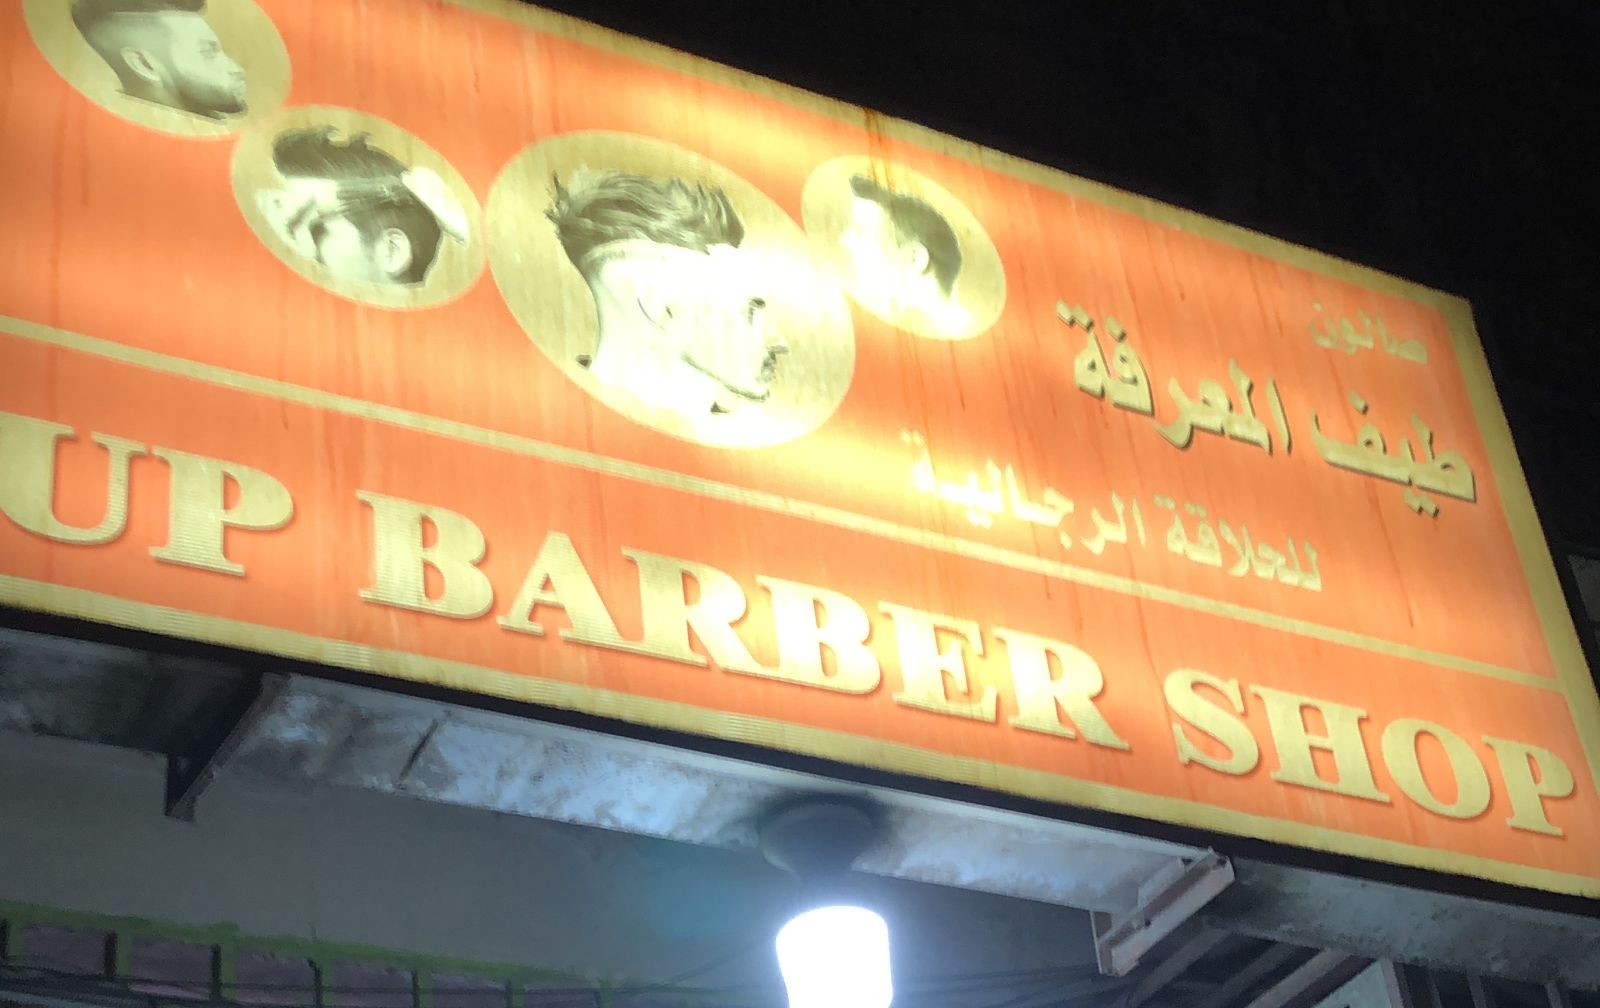 صالون
طيف المعرفة
للحلاقة الرجالية
UP BARBER SHOP